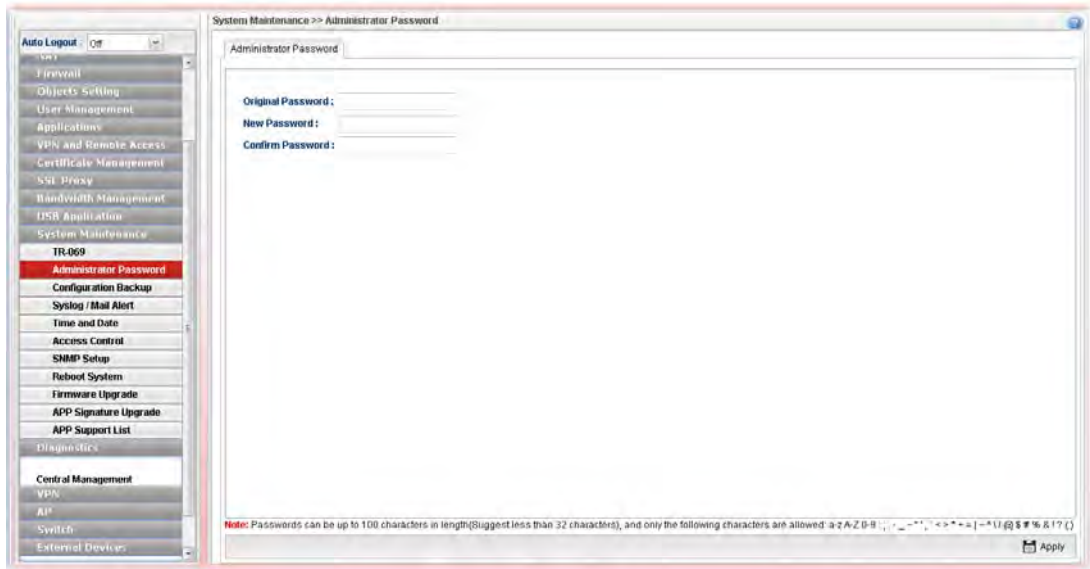 System Maintenance >> Administrator Password
Auto Logout : Off
Firewall
Objects Setting
User Management
Applications
VPN and Remote Access
Certificate Management
SSL Proxy
Bandwidth Management
USB Application
System Maintenance
TR-069
Administrator Password
Configuration Backup
Syslog / Mail Alert
Time and Date
Access Control
SNMP Setup
Reboot System
Firmware Upgrade
APP Signature Upgrade
APP Support List
Diagnostics
Central Management
VPN
AP
Switch
External Devices
Administrator Password
Original Password :
New Password :
Confirm Password :
Note: Passwords can be up to 100 characters in length(Suggest less than 32 characters), and only the following characters are allowed: a-z A-Z 0-9
Apply